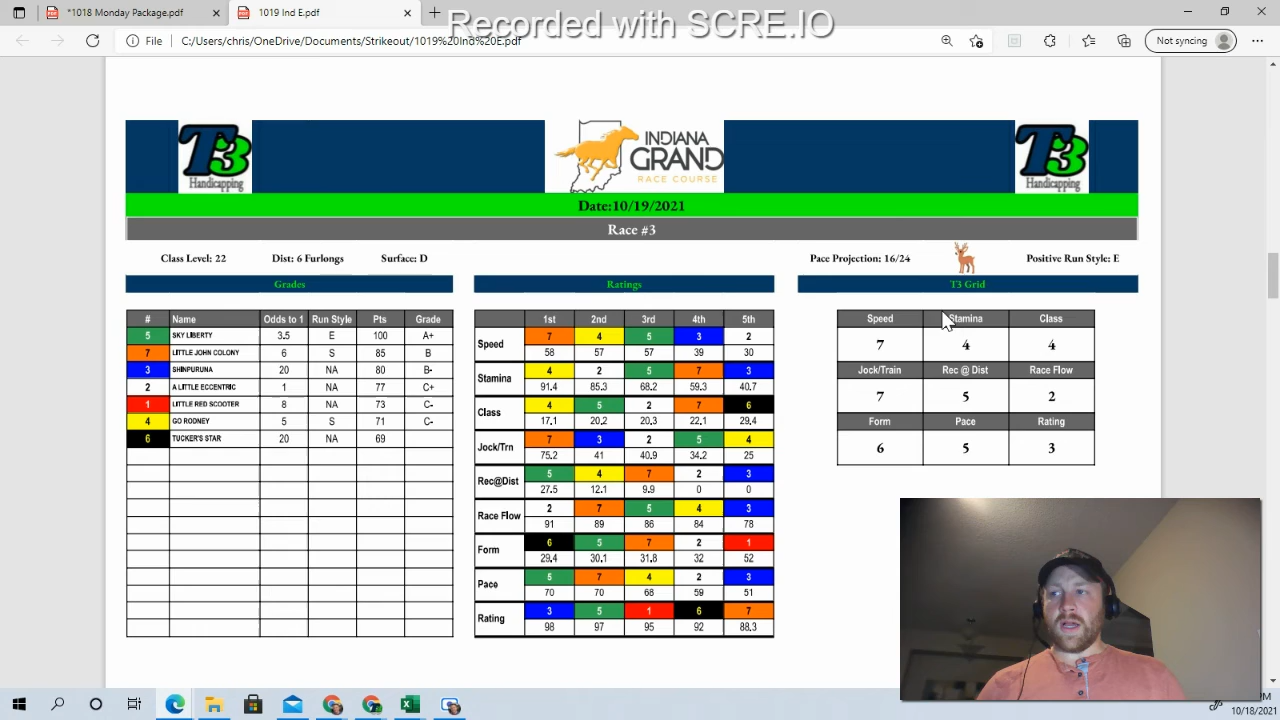 Recorded with SCRE.IO
*1018 Monday Package.pdf
1019 Ind E.pdf
File C:/Users/chris/OneDrive/Documents/Strikeout/1019%20Ind%20E.pdf
Not syncing
T3 Handicapping
INDIANA
GRAND
RACE COURSE
T3 Handicapping
Date:10/19/2021
Race #3
Class Level: 22 Dist: 6 Furlongs Surface: D Pace Projection: 16/24 Positive Run Style: E
Grades
# Name Odds to 1 Run Style Pts Grade
5 SKY LIBERTY 3.5 E 100 A+
7 LITTLE JOHN COLONY 6 S 85 B
3 SHINPURUNA 20 NA 80 B-
2 A LITTLE ECCENTRIC 1 NA 77 C+
1 LITTLE RED SCOOTER 8 NA 73 C-
4 GO RODNEY 5 S 71 C-
6 TUCKER'S STAR 20 NA 69
Ratings
1st 2nd 3rd 4th 5th
Speed 7 4 5 3 2
58 57 57 39 30
Stamina 4 2 5 7 3
91.4 85.3 68.2 59.3 40.7
Class 4 5 2 7 6
17.1 20.2 20.3 22.1 29.4
Jock/Trn 7 3 2 5 4
75.2 41 40.9 34.2 25
Rec@Dist 5 4 7 2 3
27.5 12.1 9.9 0 0
Race Flow 2 7 5 4 3
91 89 86 84 78
Form 6 5 7 2 1
29.4 30.1 31.8 32 52
Pace 5 7 4 2 3
70 70 68 59 51
Rating 3 5 1 6 7
98 97 95 92 88.3
T3 Grid
Speed Stamina Class
7 4 4
Jock/Train Rec @ Dist Race Flow
7 5 2
Form Pace Rating
6 5 3
10/18/2021